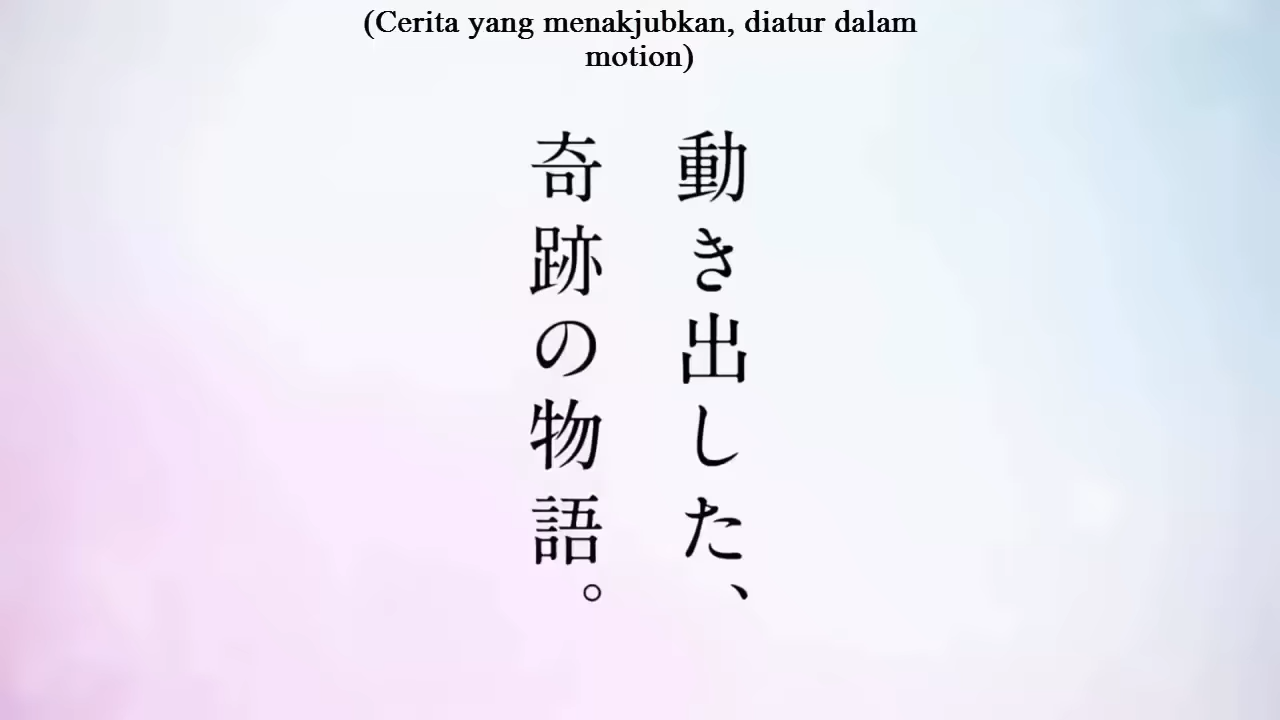 (Cerita yang menakjubkan, diatur dalam
motion)
動き出した、
奇跡の物語。